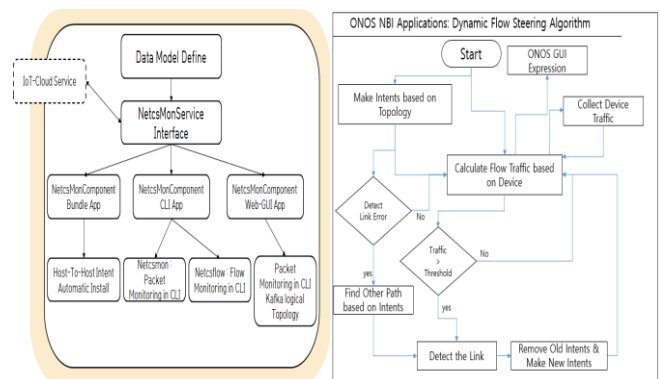 Data Model Define
IoT-Cloud Service
NetcsMonService
Interface
NetcsMonComponent
Bundle App
NetcsMonComponent
CLI App
NetcsMonComponent
Web-GUI App
Host-To-Host Intent
Automatic Install
Netcsmon :
Packet
Monitoring in CLI
Netcsflow : Flow
Monitoring in CLI
Packet
Monitoring in CLI
Kafka logical
Topology
ONOS NBI Applications: Dynamic Flow Steering Algorithm
Start
ONOS GUI
Expression
Make Intents based on
Topology
Collect Device
Traffic
Calculate Flow Traffic based
on Device
Detect
Link Error
No
Traffic
>
Threshold
No
yes
yes
Find Other Path
based on Intents
Detect the Link
Remove Old Intents &
Make New Intents